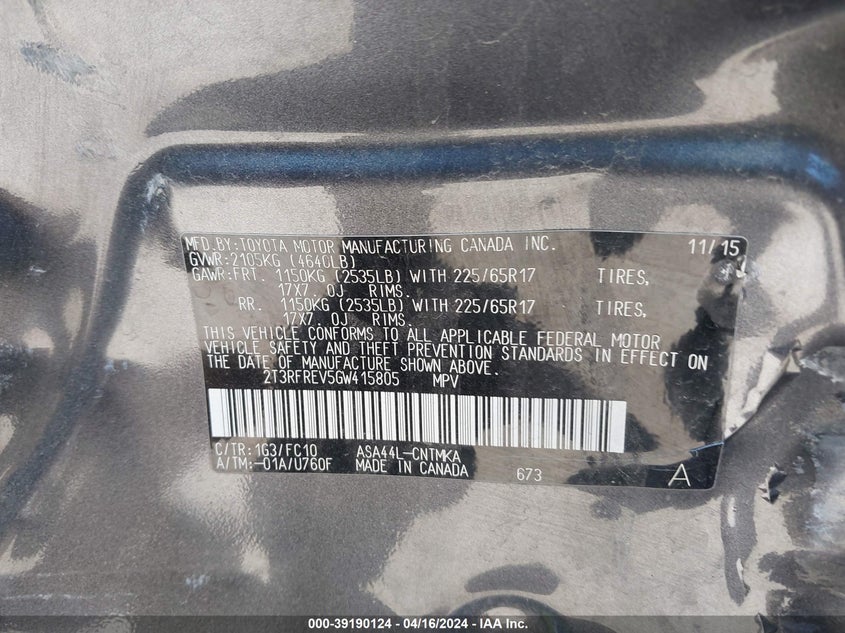 MFD.BY:TOYOTA MOTOR MANUFACTURING CANADA INC. 11/15
GVWR:2105KG (4640LB)
GAWR:FRT. 1150KG (2535LB) WITH 225/65R17 TIRES,
17X7 0J RIMS.
RR. 1150KG (2535LB) WITH 225/65R17 TIRES,
17X7 0J RIMS.
THIS VEHICLE CONFORMS TO ALL APPLICABLE FEDERAL MOTOR
VEHICLE SAFETY AND THEFT PREVENTION STANDARDS IN EFFECT ON
THE DATE OF MANUFACTURE SHOWN ABOVE.
2T3RFREV5GW415805 MPV
C/TR:1G3/FC10 ASA44L-CNTMKA
A/TM:-01A/U760F MADE IN CANADA 673 A
000-39190124 - 04/16/2024 - IAA Inc.